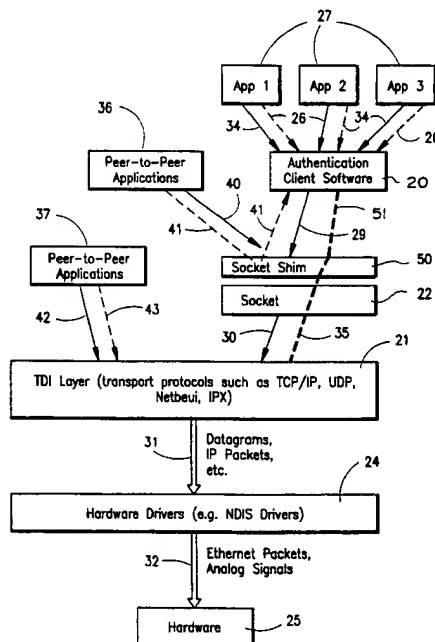 27
App 1
App 2
App 3
36
34
26
34
26
Peer-to-Peer
Applications
Authentication
Client Software
20
37
40
41
41
51
29
Peer-to-Peer
Applications
Socket Shim
50
Socket
22
42
43
30
35
21
TDI Layer (transport protocols such as TCP/IP, UDP,
Netbeui, IPX)
31
Datagrams,
IP Packets,
etc.
24
Hardware Drivers (e.g. NDIS Drivers)
32
Ethernet Packets,
Analog Signals
Hardware
25